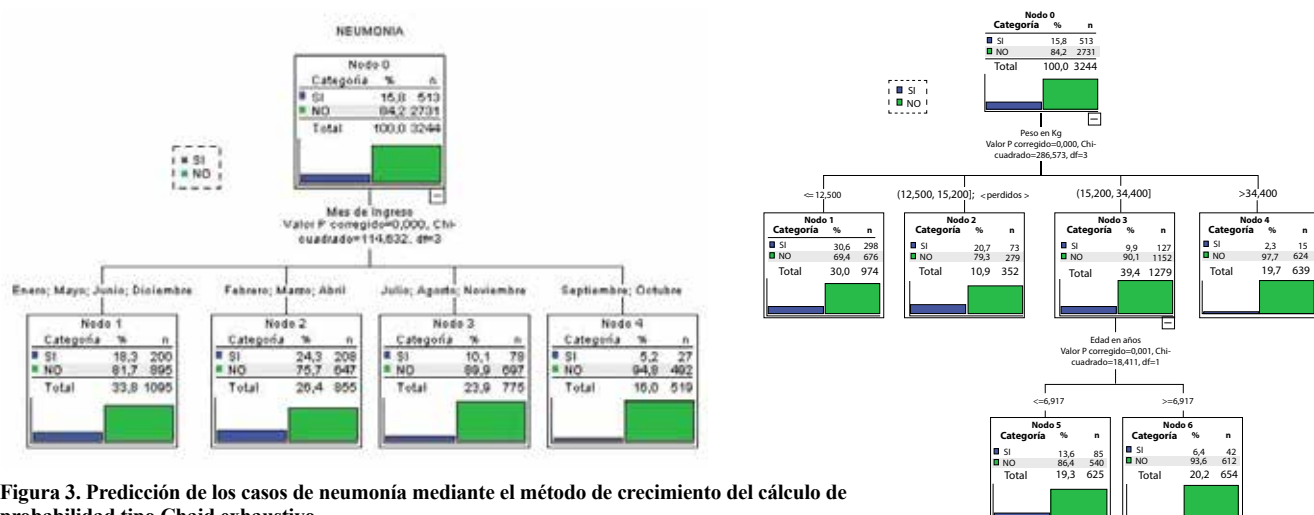 NEUMONIA
Nodo 0
Categoría % n
SI 15,8 513
NO 84,2 2731
Total 100,0 3244
SI
NO
Mes de Ingreso
Valor P corregido=0,000, Chi-
cuadrado=114,632, df=3
Enero; Mayo; Junio; Diciembre
Nodo 1
Categoría % n
SI 18,3 200
NO 81,7 895
Total 33,8 1095
Febrero; Marzo; Abril
Nodo 2
Categoría % n
SI 24,3 208
NO 75,7 647
Total 26,4 855
Julio; Agosto; Noviembre
Nodo 3
Categoría % n
SI 10,1 78
NO 89,9 697
Total 23,9 775
Septiembre; Octubre
Nodo 4
Categoría % n
SI 5,2 27
NO 94,8 492
Total 16,0 519
Figura 3. Predicción de los casos de neumonía mediante el método de crecimiento del cálculo de
probabilidad tipo Chaid exhaustivo
Nodo 0
Categoría % n
SI 15,8 513
NO 84,2 2731
Total 100,0 3244
SI
NO
Peso en Kg
Valor P corregido=0,000, Chi-
cuadrado=286,573, df=3
<= 12,500
Nodo 1
Categoría % n
SI 30,6 298
NO 69,4 676
Total 30,0 974
(12,500, 15,200]; <perdidos >
Nodo 2
Categoría % n
SI 20,7 73
NO 79,3 279
Total 10,9 352
(15,200, 34,400]
Nodo 3
Categoría % n
SI 9,9 127
NO 90,1 1152
Total 39,4 1279
>34,400
Nodo 4
Categoría % n
SI 2,3 15
NO 97,7 624
Total 19,7 639
Edad en años
Valor P corregido=0,001, Chi-
cuadrado=18,411, df=1
<=6,917
Nodo 5
Categoría % n
SI 13,6 85
NO 86,4 540
Total 19,3 625
>=6,917
Nodo 6
Categoría % n
SI 6,4 42
NO 93,6 612
Total 20,2 654